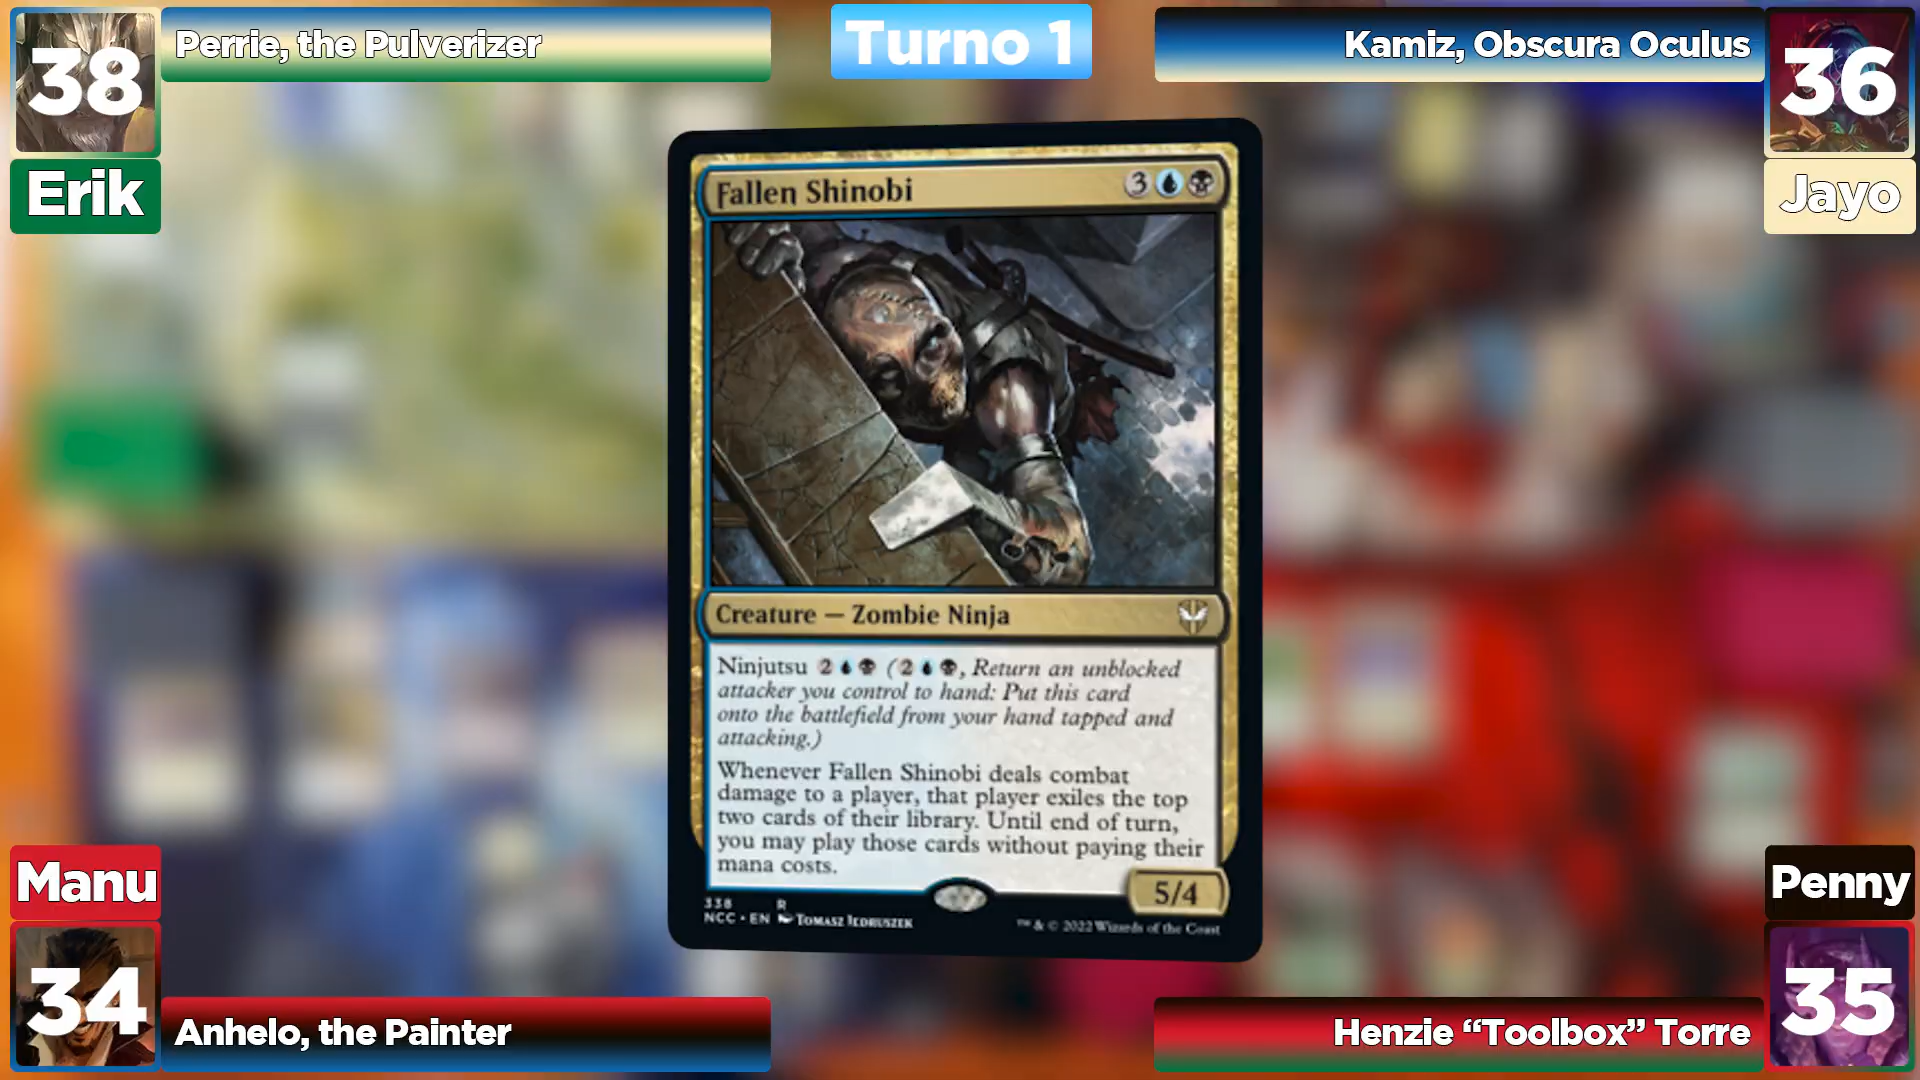 38
Perrie, the Pulverizer
Turno 1
Kamiz, Obscura Oculus
36
Erik
Jayo
Fallen Shinobi 3
Creature — Zombie Ninja
Ninjutsu 2 (2 , Return an unblocked
attacker you control to hand: Put this card
onto the battlefield from your hand tapped and
attacking.)
Whenever Fallen Shinobi deals combat
damage to a player, that player exiles the top
two cards of their library. Until end of turn,
you may play those cards without paying their
mana costs.
5/4
338 R
NCC • EN TOMASZ JEDRUSZEK
™ & © 2022 Wizards of the Coast
Manu
Penny
34
Anhelo, the Painter
Henzie “Toolbox” Torre
35